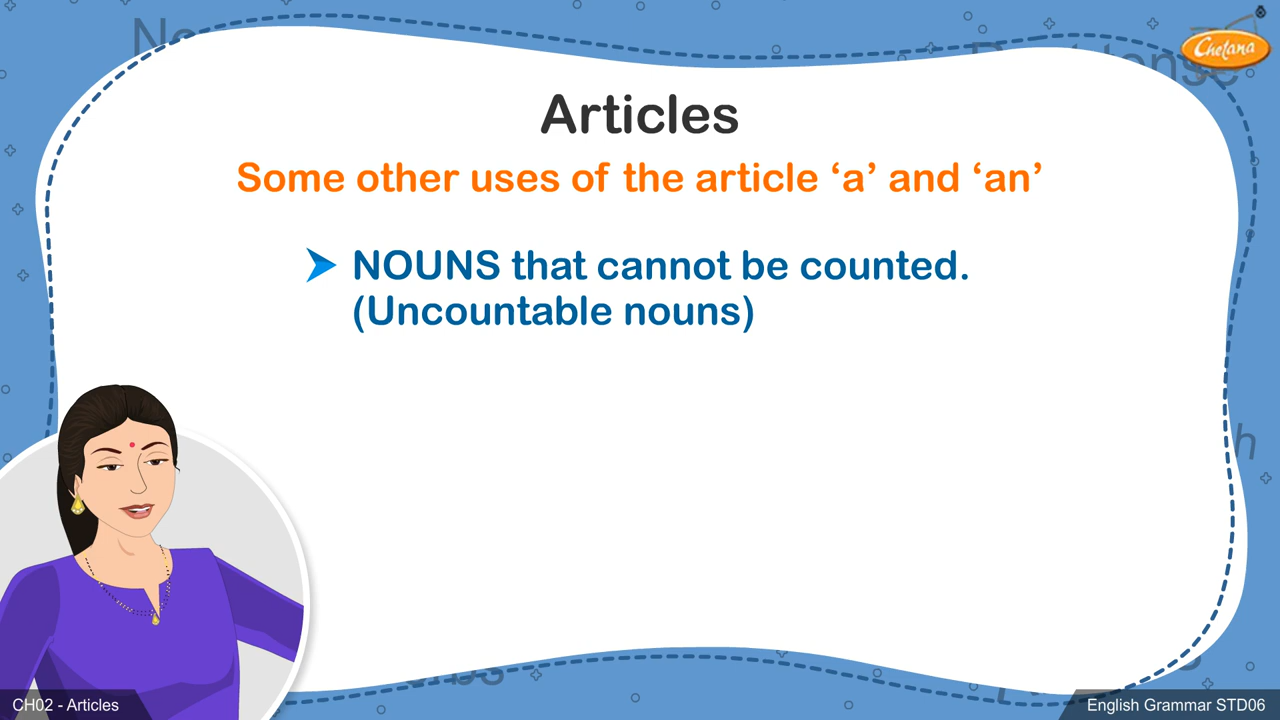 Chetana
Articles
Some other uses of the article ‘a’ and ‘an’
NOUNS that cannot be counted.
(Uncountable nouns)
CH02 - Articles
English Grammar STD06